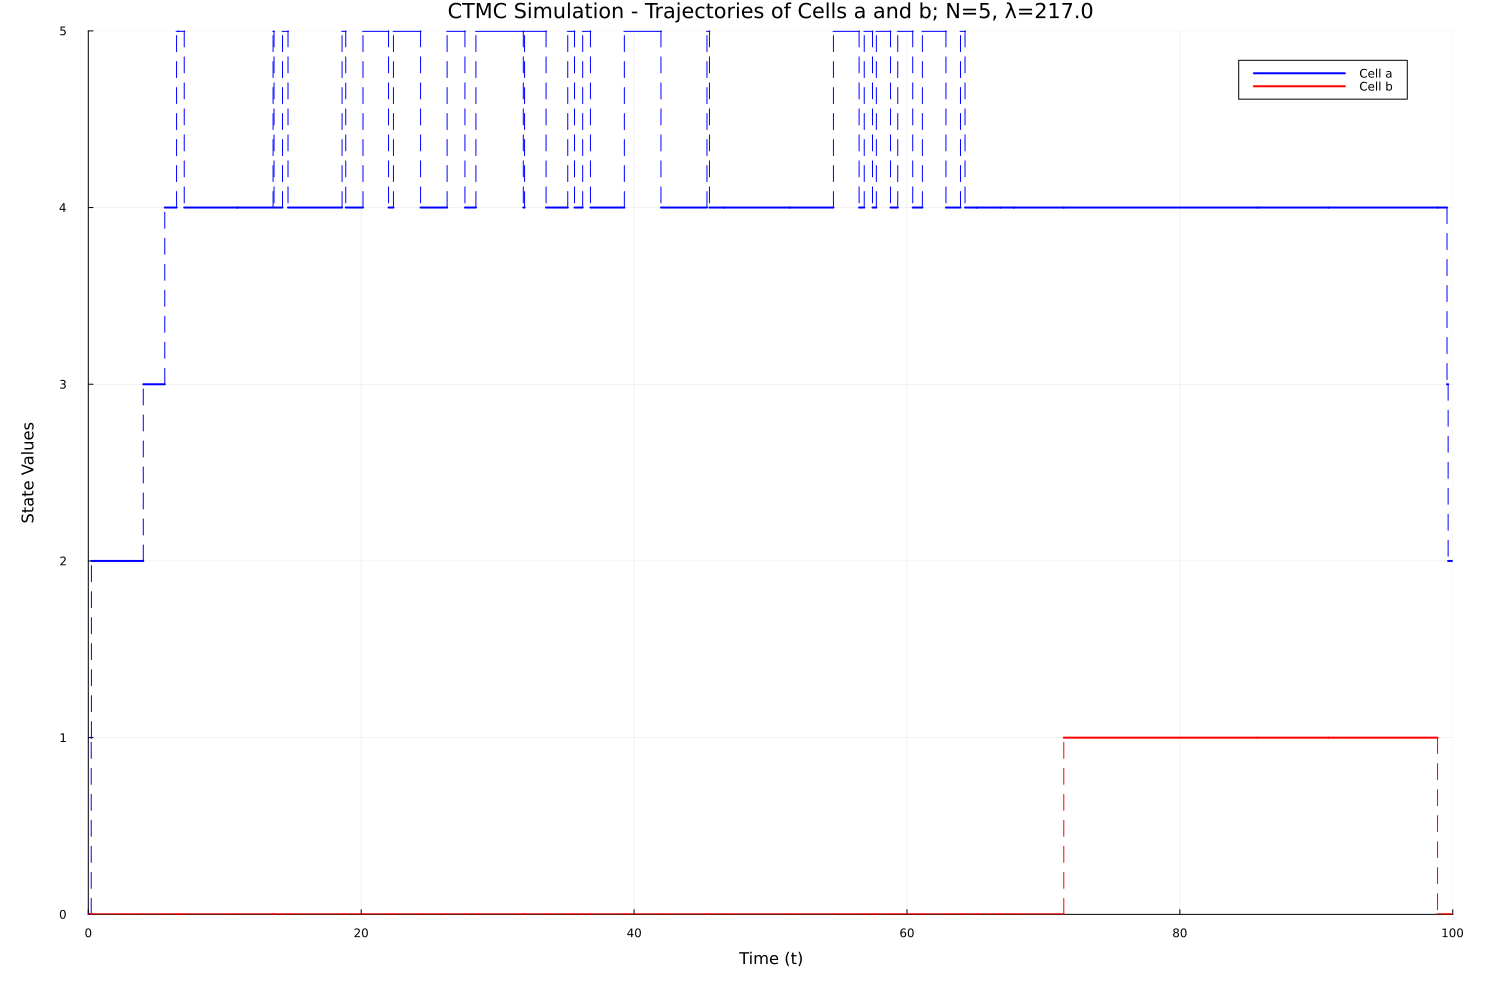 CTMC Simulation - Trajectories of Cells a and b; N=5, λ=217.0
5
4
3
2
1
0
State Values
Cell a
Cell b
0 20 40 60 80 100
Time (t)